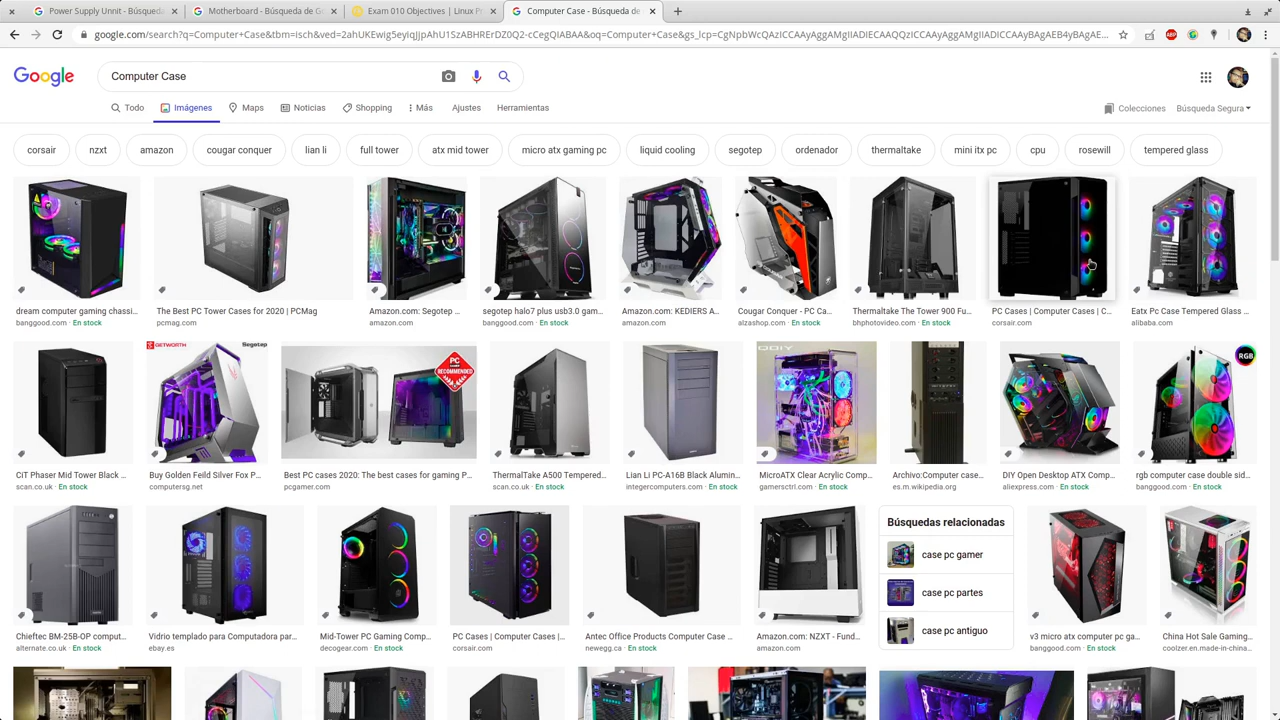 Power Supply Unnit - Búsqueda
Motherboard - Búsqueda de G
Exam 010 Objectives | Linux P
Computer Case - Búsqueda de
google.com/search?q=Computer+Case&tbm=isch&ved=2ahUKEwig5eyiqJjpAhU1SzABHRErDZ0Q2-cCegQIABAA&oq=Computer+Case&gs_lcp=CgNpbWcQAzICCAAyAggAMgIIADIECAAQQzICCAAyAggAMgIIADICCAAyBAgAEB4yBAgAE...
Google
Computer Case
Todo
Imágenes
Maps
Noticias
Shopping
Más
Ajustes
Herramientas
Colecciones
Búsqueda Segura
corsair
nzxt
amazon
cougar conquer
lian li
full tower
atx mid tower
micro atx gaming pc
liquid cooling
segotep
ordenador
thermaltake
mini itx pc
cpu
rosewill
tempered glass
dream computer gaming chassi...
banggood.com · En stock
The Best PC Tower Cases for 2020 | PCMag
pcmag.com
Amazon.com: Segotep ...
amazon.com
segotep halo7 plus usb3.0 gam...
banggood.com · En stock
Amazon.com: KEDIERS A...
amazon.com
Cougar Conquer - PC Ca...
alzashop.com · En stock
Thermaltake The Tower 900 Fu...
bhphotovideo.com · En stock
PC Cases | Computer Cases | C...
corsair.com
Eatx Pc Case Tempered Glass ...
alibaba.com
GETWORTH
Segotep
PC GAMER
RECOMMENDED
RGB
CiT Phaser Mid Tower Black ...
scan.co.uk · En stock
Buy Golden Feild Silver Fox P...
computersg.net
Best PC cases 2020: The best cases for gaming P...
pcgamer.com
ThermalTake A500 Tempered...
scan.co.uk · En stock
Lian Li PC-A16B Black Alumin...
integercomputers.com · En stock
MicroATX Clear Acrylic Comp...
gamersctrl.com · En stock
Archivo:Computer case...
es.m.wikipedia.org
DIY Open Desktop ATX Comp...
aliexpress.com · En stock
rgb computer case double sid...
banggood.com · En stock
Búsquedas relacionadas
case pc gamer
case pc partes
case pc antiguo
Chieftec BM-25B-OP comput...
alternate.co.uk · En stock
Vidrio templado para Computadora par...
ebay.es
Mid-Tower PC Gaming Comp...
decogear.com · En stock
PC Cases | Computer Cases |...
corsair.com
Antec Office Products Computer Case ...
newegg.ca · En stock
Amazon.com: NZXT - Fund...
amazon.com
v3 micro atx computer pc ga...
banggood.com · En stock
China Hot Sale Gaming...
coolzer.en.made-in-china...